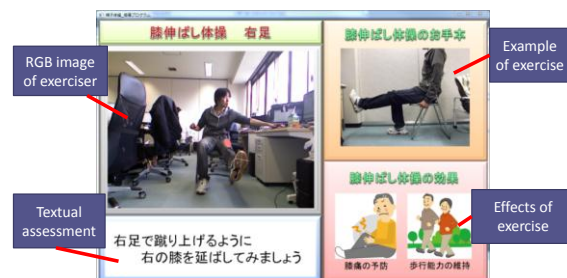 膝伸ばし体操　右足
膝伸ばし体操のお手本
RGB image
of exerciser
Example
of exercise
膝伸ばし体操の効果
Textual
assessment
右足で蹴り上げるように
右の膝を延ばしてみましょう
膝痛の予防
歩行能力の維持
Effects of
exercise